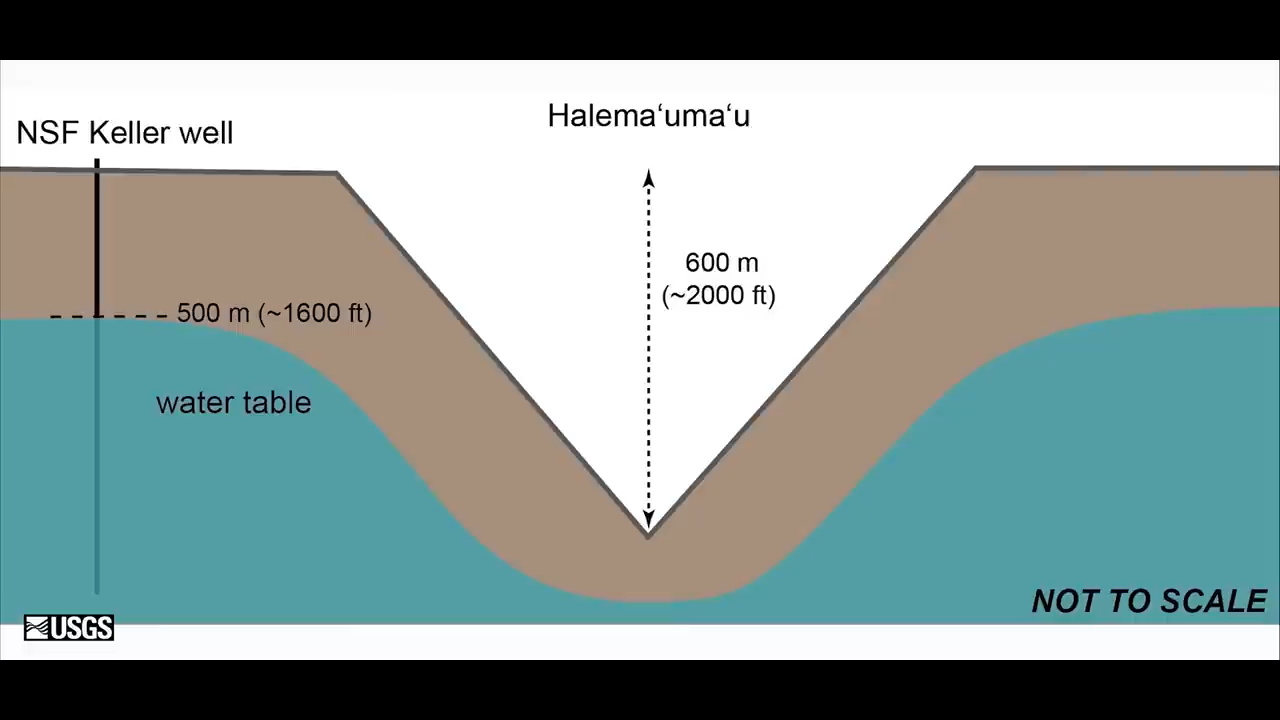 Halemaʻumaʻu
NSF Keller well
600 m
(~2000 ft)
500 m (~1600 ft)
water table
NOT TO SCALE
USGS